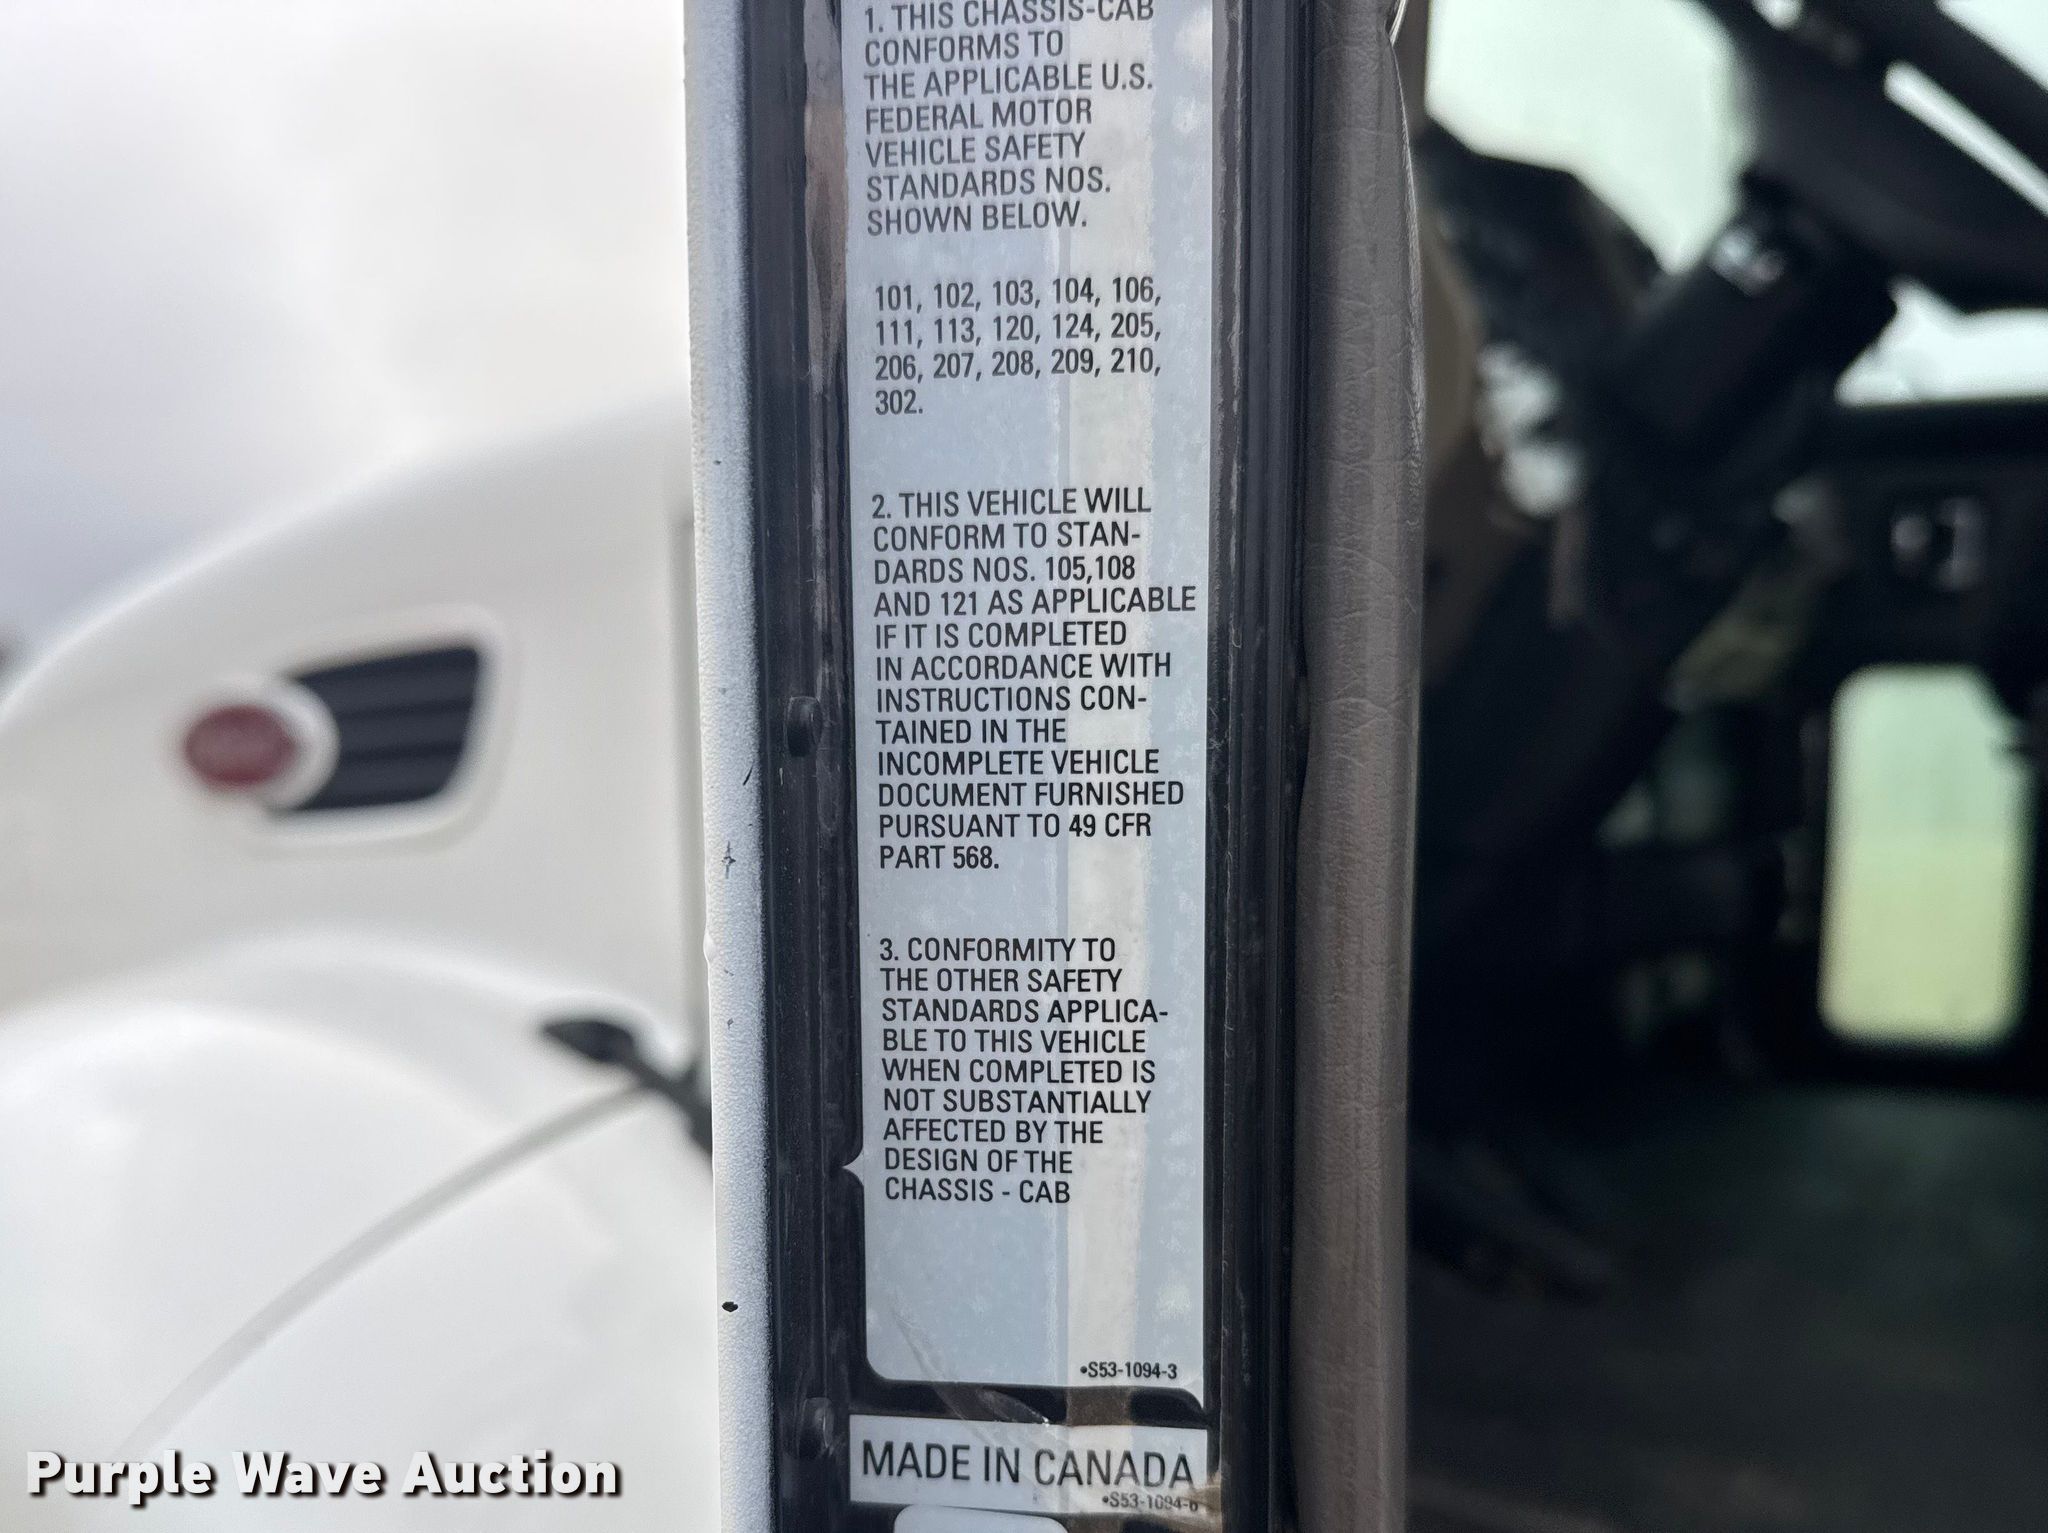 1. THIS CHASSIS-CAB
CONFORMS TO
THE APPLICABLE U.S.
FEDERAL MOTOR
VEHICLE SAFETY
STANDARDS NOS.
SHOWN BELOW.
101, 102, 103, 104, 106,
111, 113, 120, 124, 205,
206, 207, 208, 209, 210,
302.
2. THIS VEHICLE WILL
CONFORM TO STAN-
DARDS NOS. 105,108
AND 121 AS APPLICABLE
IF IT IS COMPLETED
IN ACCORDANCE WITH
INSTRUCTIONS CON-
TAINED IN THE
INCOMPLETE VEHICLE
DOCUMENT FURNISHED
PURSUANT TO 49 CFR
PART 568.
3. CONFORMITY TO
THE OTHER SAFETY
STANDARDS APPLICA-
BLE TO THIS VEHICLE
WHEN COMPLETED IS
NOT SUBSTANTIALLY
AFFECTED BY THE
DESIGN OF THE
CHASSIS - CAB
•S53-1094-3
MADE IN CANADA
•S53-1094-6
Purple Wave Auction